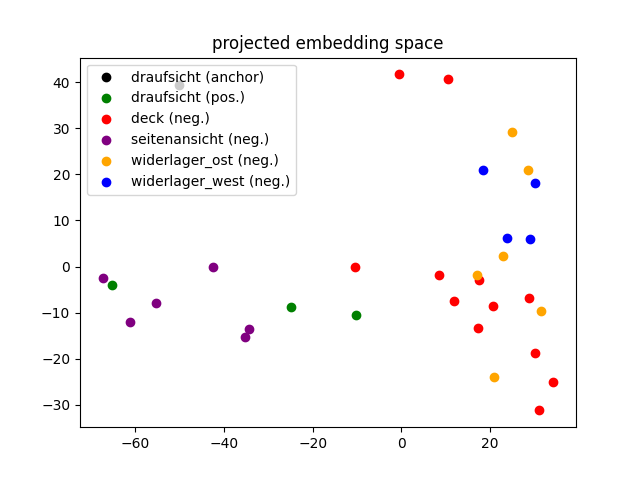 projected embedding space
draufsicht (anchor)
draufsicht (pos.)
deck (neg.)
seitenansicht (neg.)
widerlager_ost (neg.)
widerlager_west (neg.)
40
30
20
10
0
−10
−20
−30
−60 −40 −20 0 20